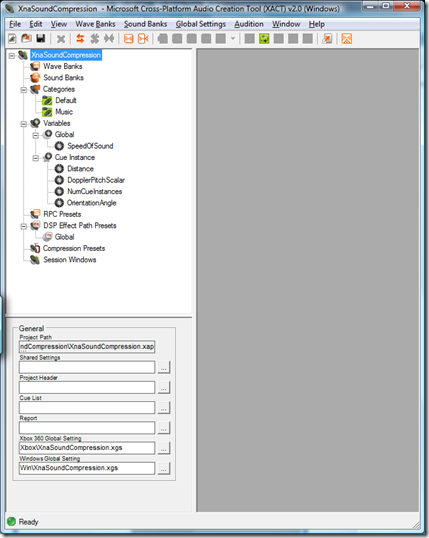 XnaSoundCompression - Microsoft Cross-Platform Audio Creation Tool (XACT) v2.0 (Windows)
File Edit View Wave Banks Sound Banks Global Settings Audition Window Help
XnaSoundCompression
Wave Banks
Sound Banks
Categories
Default
Music
Variables
Global
SpeedOfSound
Cue Instance
Distance
DopplerPitchScalar
NumCueInstances
OrientationAngle
RPC Presets
DSP Effect Path Presets
Global
Compression Presets
Session Windows
General
Project Path
ndCompression\XnaSoundCompression.xap
Shared Settings
...
Project Header
...
Cue List
...
Report
...
Xbox 360 Global Setting
Xbox\XnaSoundCompression.xgs
...
Windows Global Setting
Win\XnaSoundCompression.xgs
...
Ready